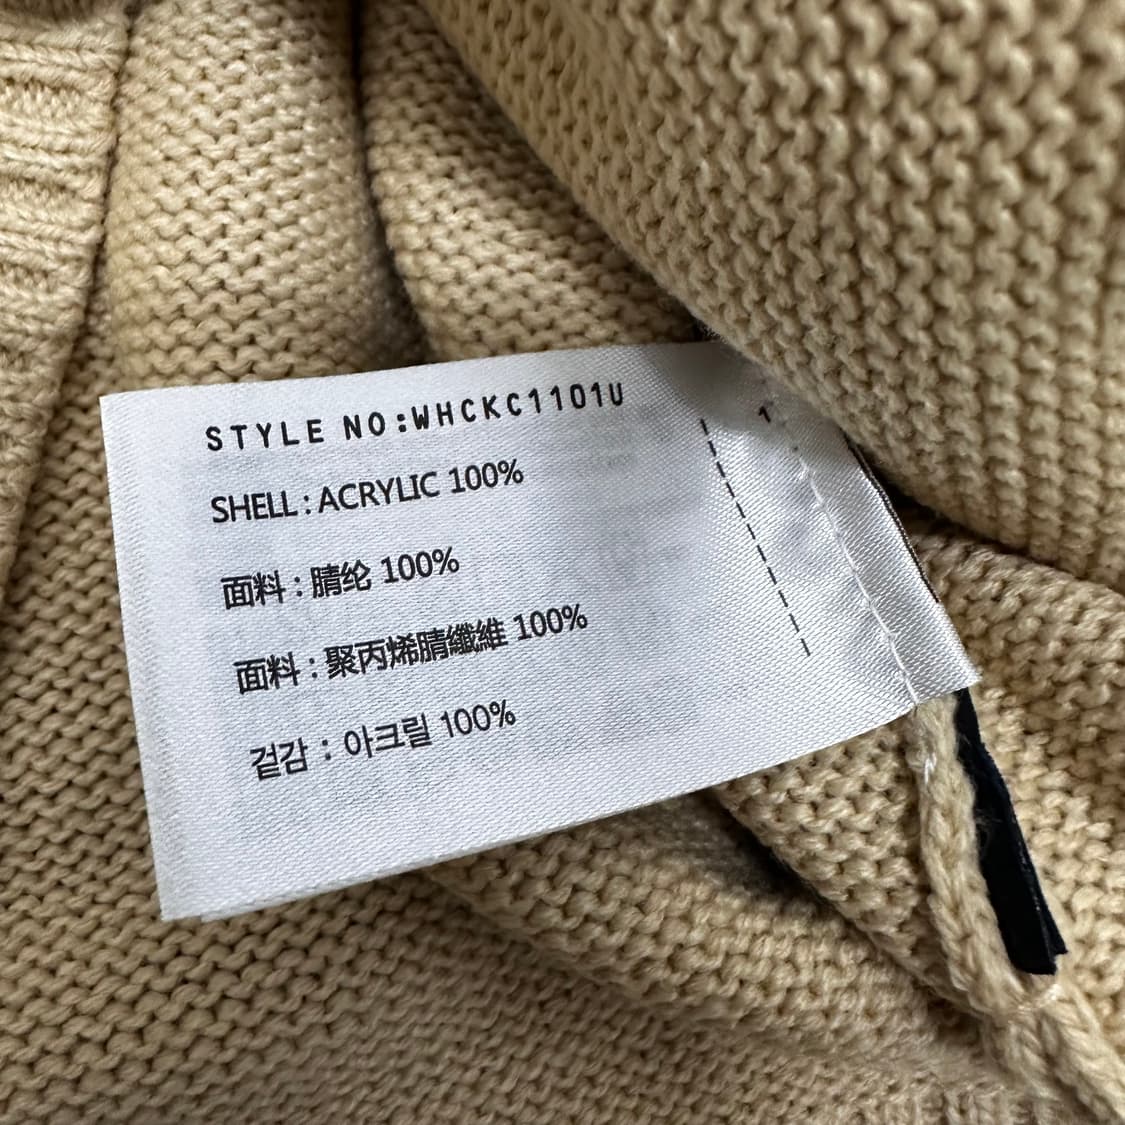 STYLE NO:WHCKC1101U
SHELL : ACRYLIC 100%
面料 : 腈纶 100%
面料 : 聚丙烯腈纖維 100%
겉감 : 아크릴 100%
1